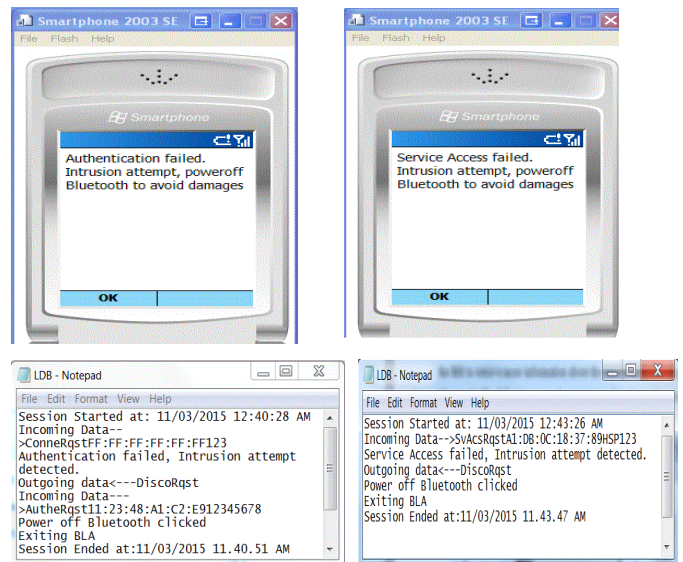 Smartphone 2003 SE
File Flash Help
Smartphone
Authentication failed.
Intrusion attempt, poweroff
Bluetooth to avoid damages
OK
Smartphone 2003 SE
File Flash Help
Smartphone
Service Access failed.
Intrusion attempt, poweroff
Bluetooth to avoid damages
OK
LDB - Notepad
File Edit Format View Help
Session Started at: 11/03/2015 12:40:28 AM
Incoming Data--
>ConneRqstFF:FF:FF:FF:FF:FF123
Authentication failed, Intrusion attempt
detected.
Outgoing data<---DiscoRqst
Incoming Data---
>AutheRqst11:23:48:A1:C2:E912345678
Power off Bluetooth clicked
Exiting BLA
Session Ended at:11/03/2015 11.40.51 AM
LDB - Notepad
File Edit Format View Help
Session Started at: 11/03/2015 12:43:26 AM
Incoming Data-->SvAcsRqstA1:DB:0C:18:37:89HSP123
Service Access failed, Intrusion attempt detected.
Outgoing data<---DiscoRqst
Power off Bluetooth clicked
Exiting BLA
Session Ended at:11/03/2015 11.43.47 AM